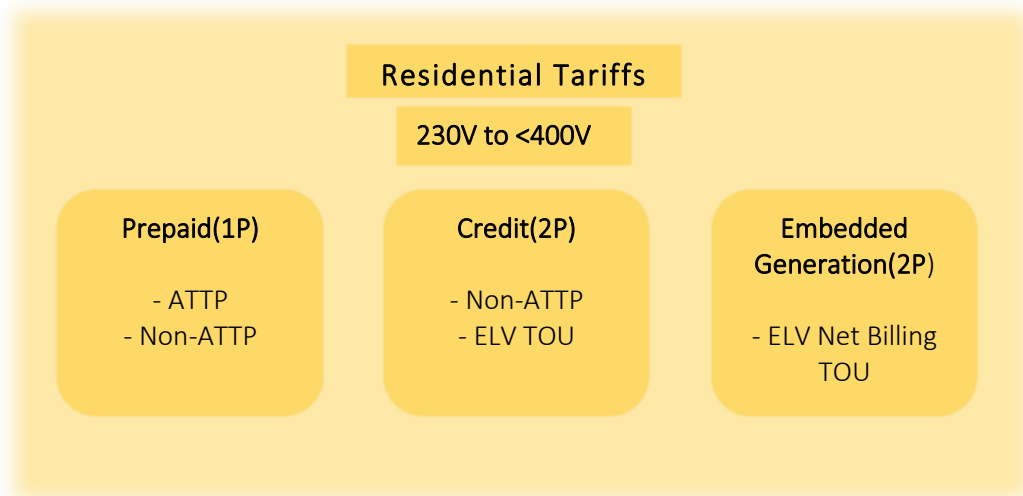 Residential Tariffs
230V to <400V
Prepaid(1P)
- ATTP
- Non-ATTP
Credit(2P)
- Non-ATTP
- ELV TOU
Embedded
Generation(2P)
- ELV Net Billing
TOU